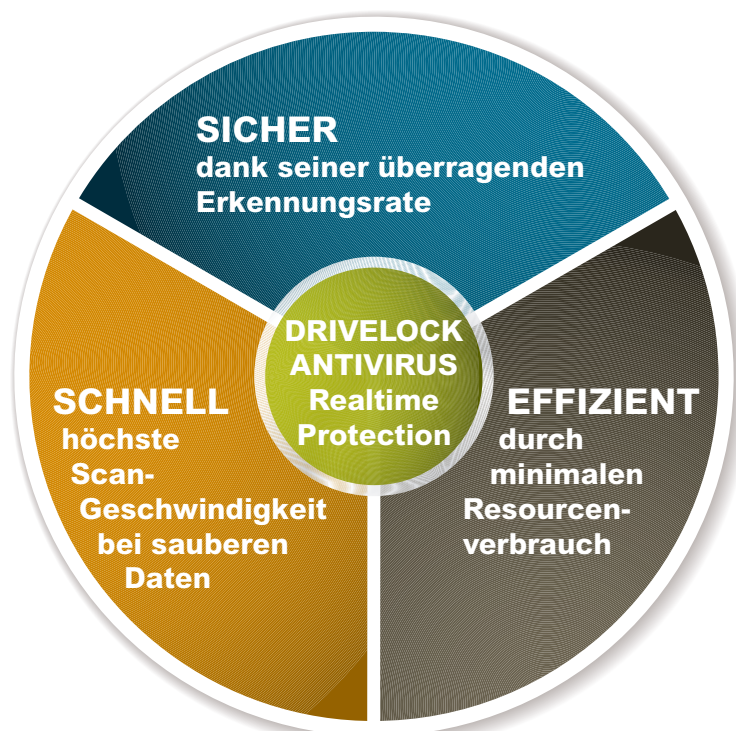 SICHER
dank seiner überragenden
Erkennungsrate
DRIVELOCK
ANTIVIRUS
Realtime
Protection
SCHNELL
höchste
Scan-
Geschwindigkeit
bei sauberen
Daten
EFFIZIENT
durch
minimalen
Resourcen-
verbrauch